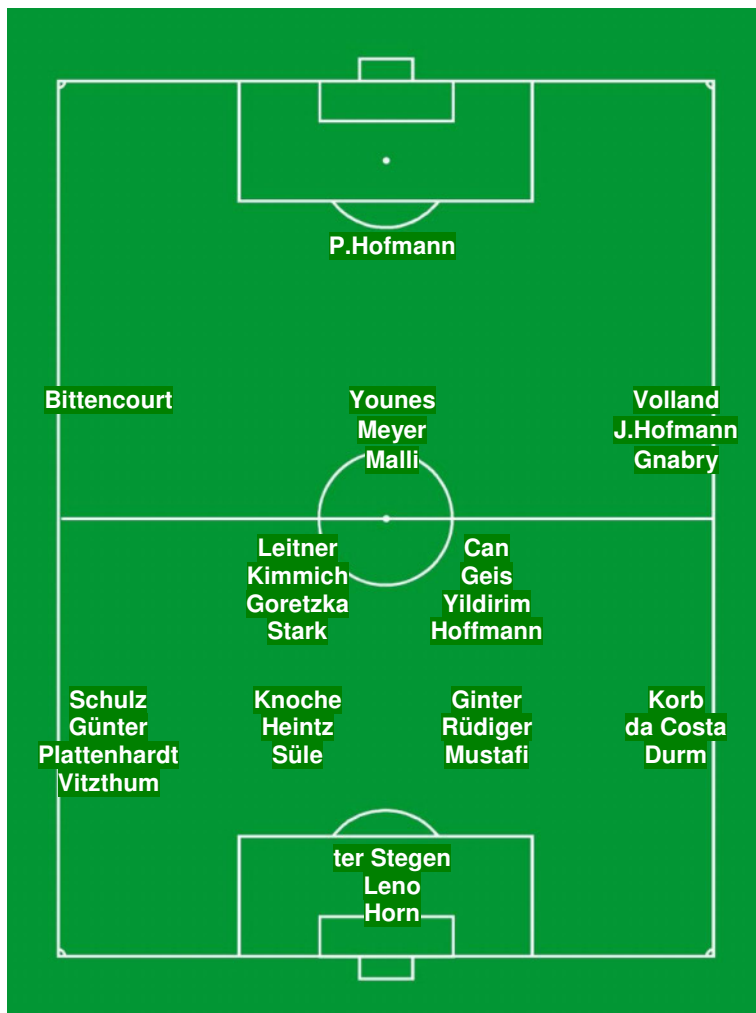 P.Hofmann
Bittencourt
Younes
Meyer
Malli
Volland
J.Hofmann
Gnabry
Leitner
Kimmich
Goretzka
Stark
Can
Geis
Yildirim
Hoffmann
Schulz
Günter
Plattenhardt
Vitzthum
Knoche
Heintz
Süle
Ginter
Rüdiger
Mustafi
Korb
da Costa
Durm
ter Stegen
Leno
Horn